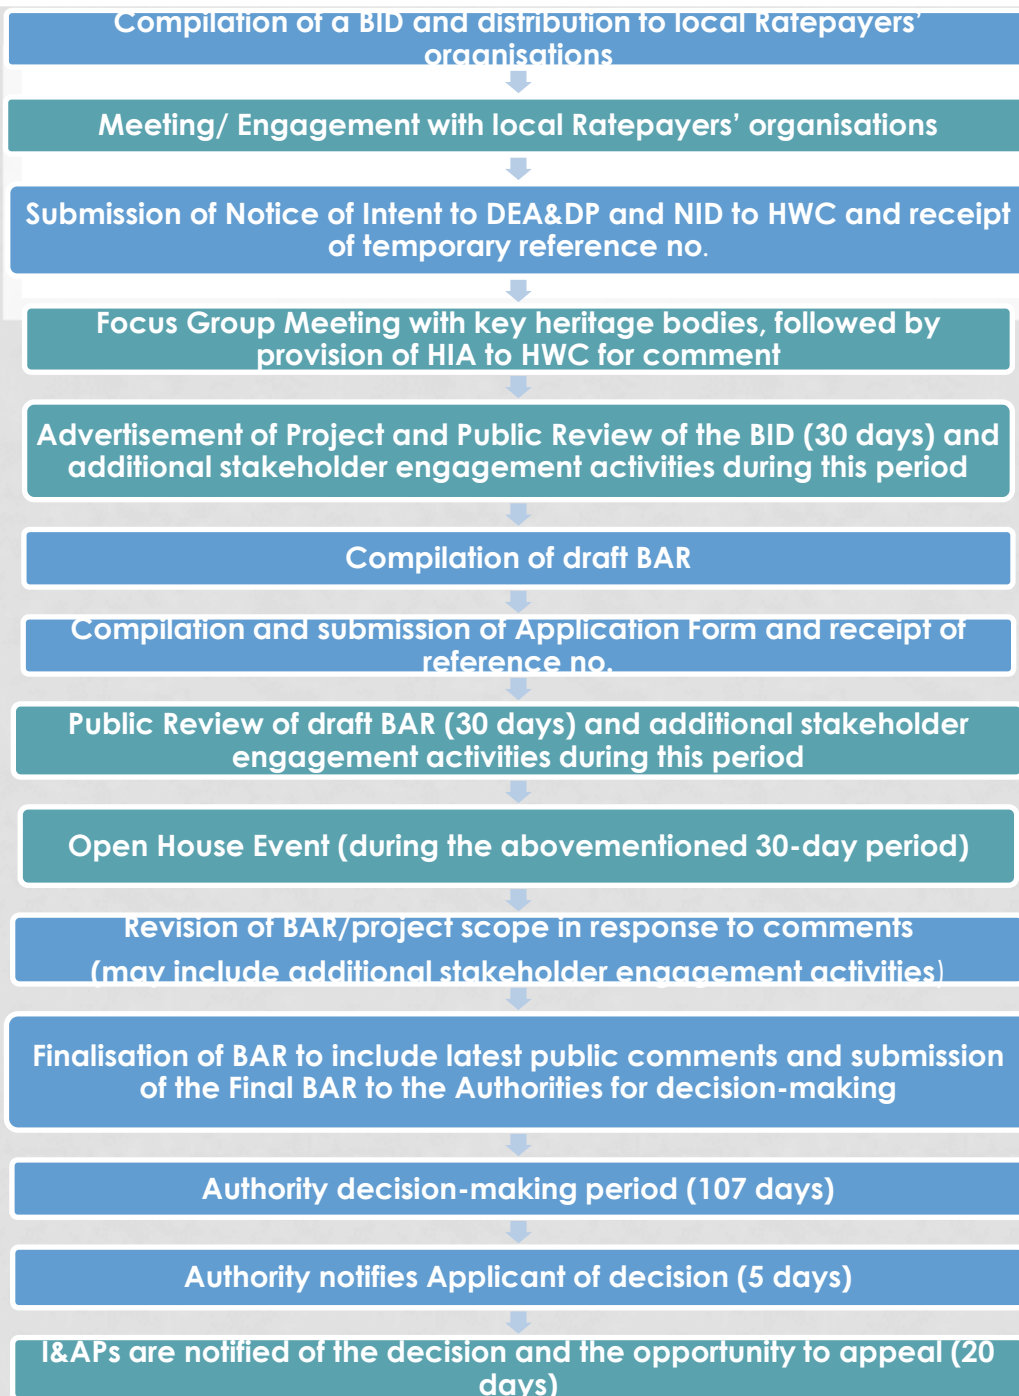 Compilation of a BID and distribution to local Ratepayers'
organisations
Meeting/ Engagement with local Ratepayers' organisations
Submission of Notice of Intent to DEA&DP and NID to HWC and receipt
of temporary reference no.
Focus Group Meeting with key heritage bodies, followed by
provision of HIA to HWC for comment
Advertisement of Project and Public Review of the BID (30 days) and
additional stakeholder engagement activities during this period
Compilation of draft BAR
Compilation and submission of Application Form and receipt of
reference no.
Public Review of draft BAR (30 days) and additional stakeholder
engagement activities during this period
Open House Event (during the abovementioned 30-day period)
Revision of BAR/project scope in response to comments
(may include additional stakeholder engagement activities)
Finalisation of BAR to include latest public comments and submission
of the Final BAR to the Authorities for decision-making
Authority decision-making period (107 days)
Authority notifies Applicant of decision (5 days)
I&APs are notified of the decision and the opportunity to appeal (20
days)